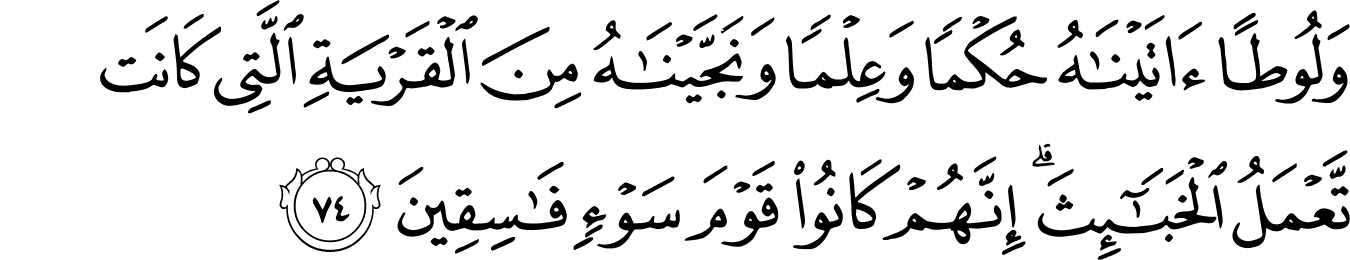 وَلُوطًا ءَاتَيْنَـٰهُ حُكْمًا وَعِلْمًا وَنَجَّيْنَـٰهُ مِنَ ٱلْقَرْيَةِ ٱلَّتِى كَانَت
تَّعْمَلُ ٱلْخَبَـٰٓئِثَ ۗ إِنَّهُمْ كَانُوا۟ قَوْمَ سَوْءٍ فَـٰسِقِينَ ٧٤